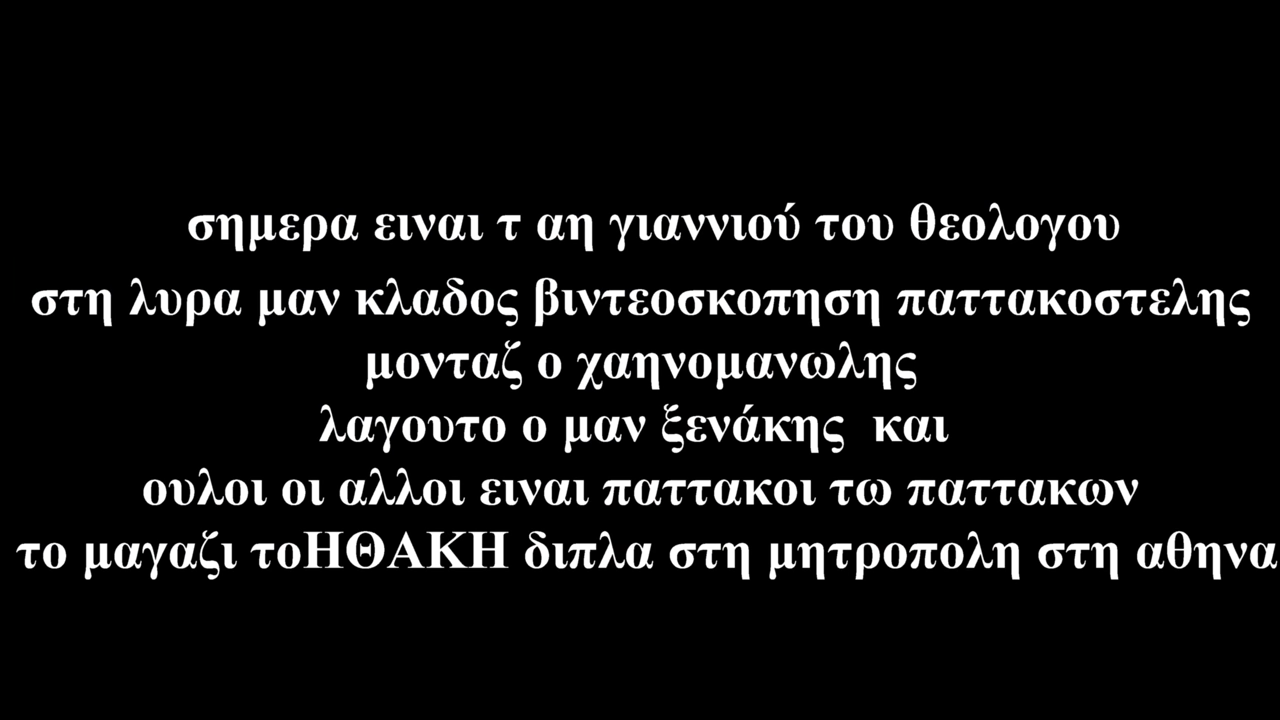 σημερα ειναι τ αη γιαννιού του θεολογου
στη λυρα μαν κλαδος βιντεοσκοπηση παττακοστελης
μονταζ ο χαηνομανωλης
λαγουτο ο μαν ξενάκης και
ουλοι οι αλλοι ειναι παττακοι τω παττακων
το μαγαζι τοΗΘΑΚΗ διπλα στη μητροπολη στη αθηνα